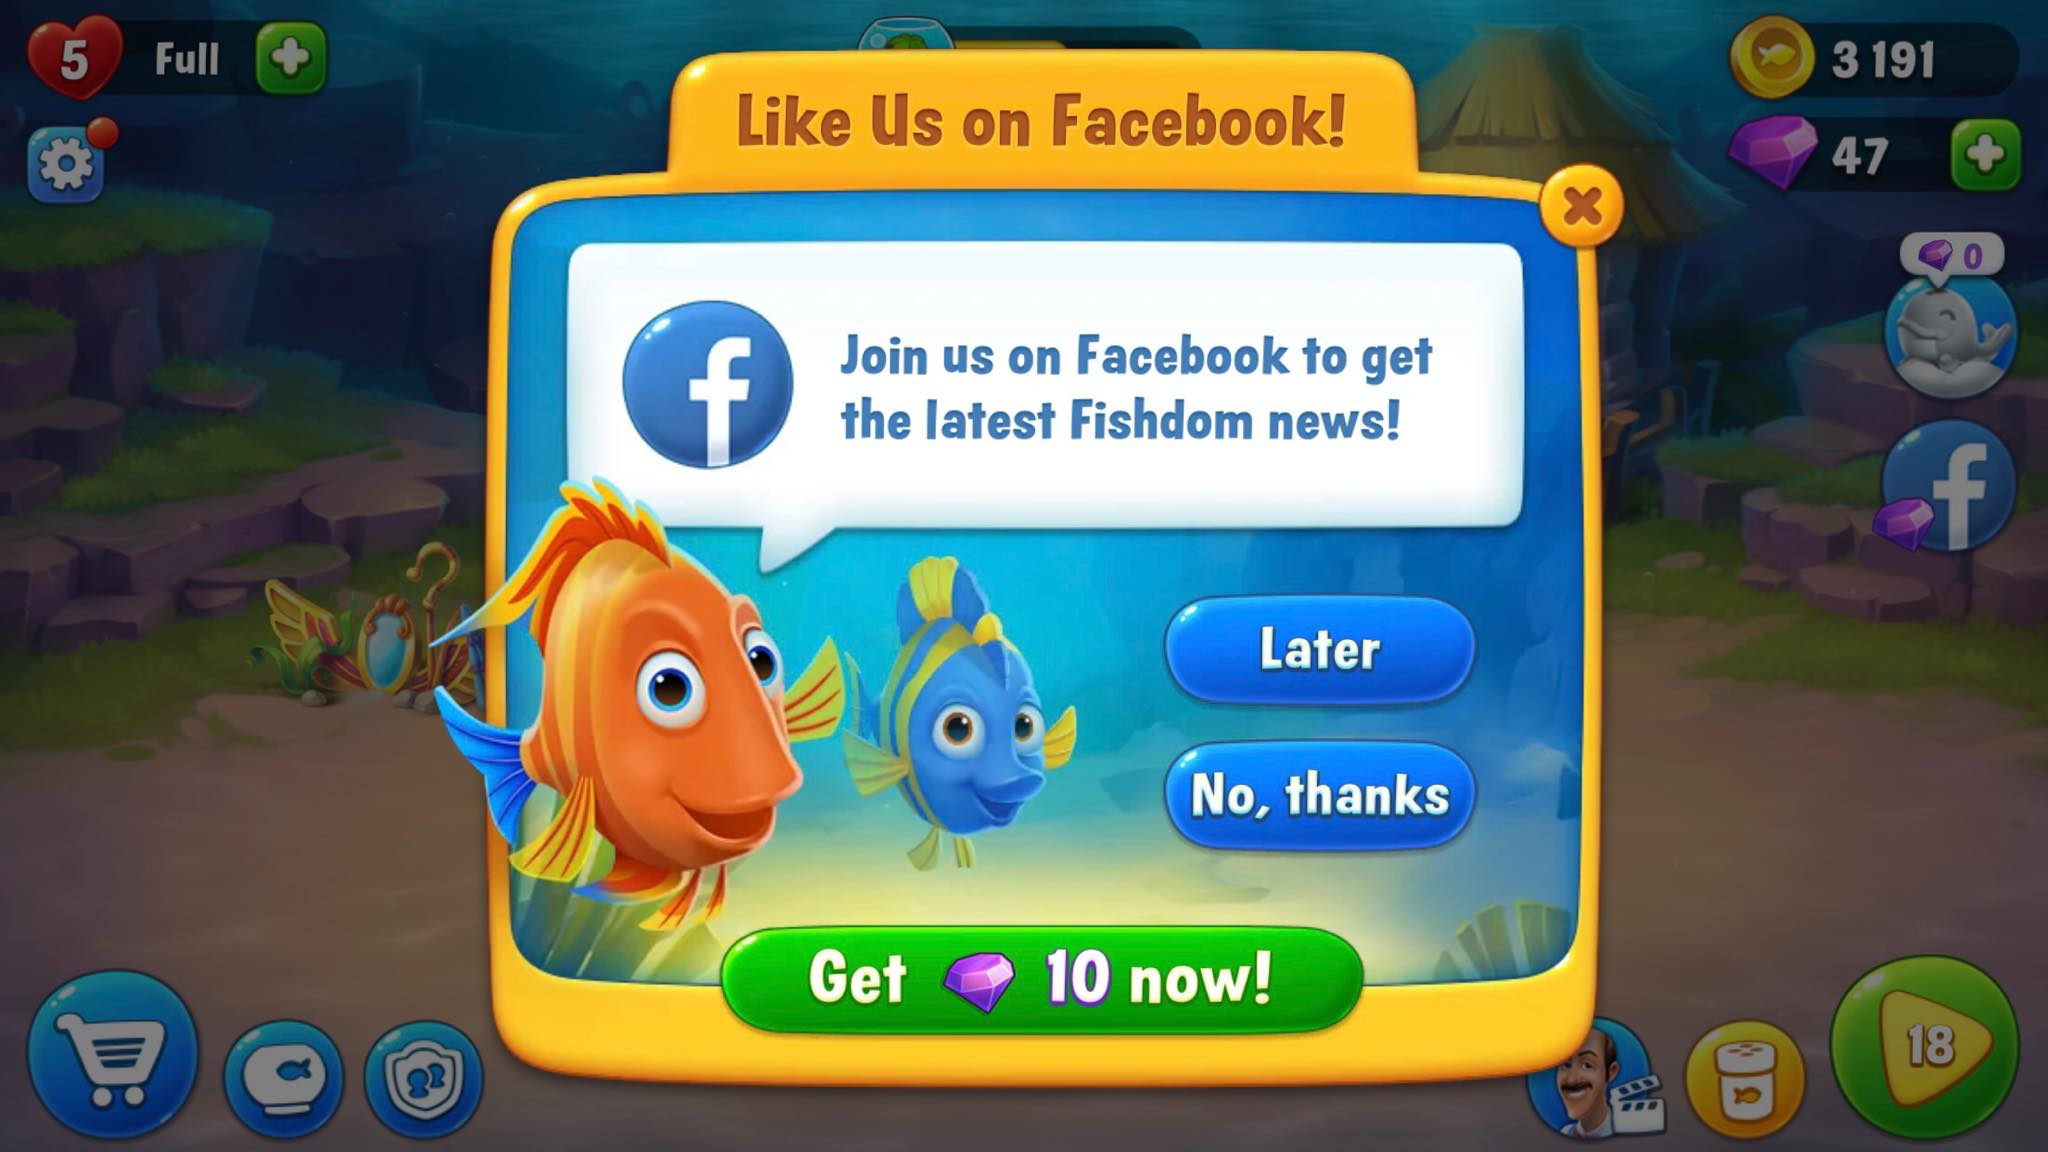 5 Full
3 191
47
0
Like Us on Facebook!
Join us on Facebook to get
the latest Fishdom news!
Later
No, thanks
Get 10 now!
18